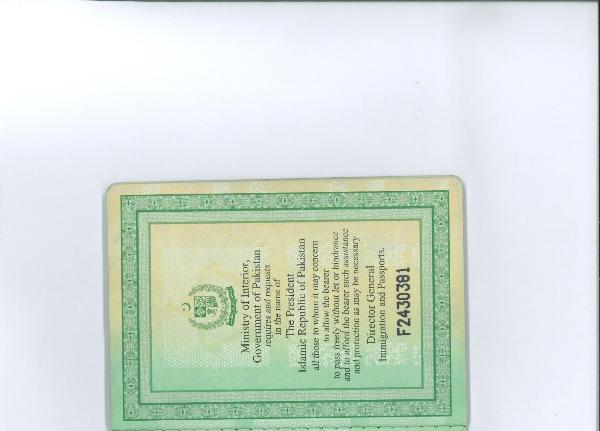 Ministry of Interior,
Government of Pakistan
requires and requests
in the name of
The President
Islamic Republic of Pakistan
all those to whom it may concern
to allow the bearer
to pass freely without let or hindrance
and to afford the bearer such assistance
and protection as may be necessary
Director General
Immigration and Passports.
F2430381